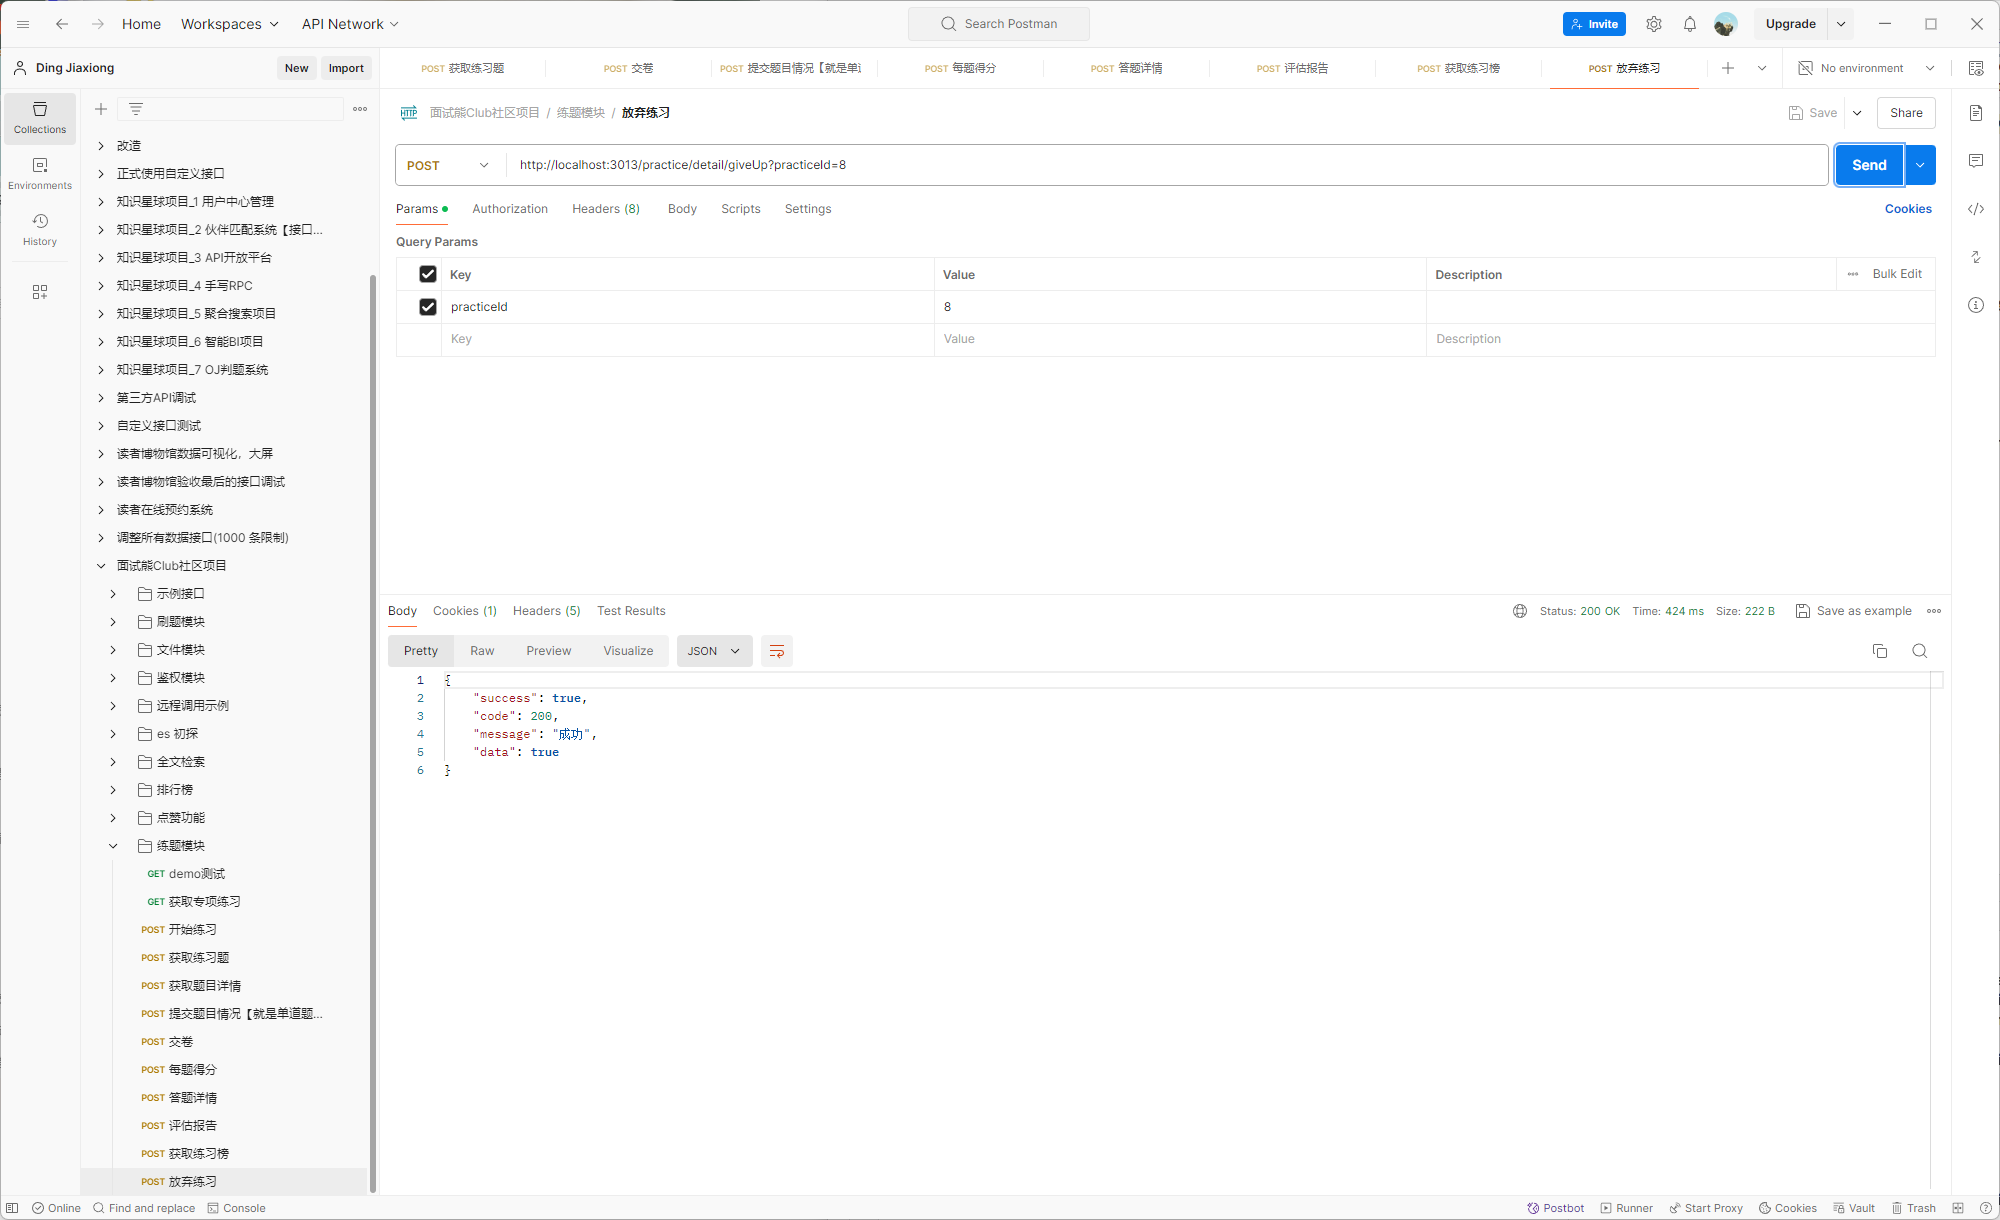 Home Workspaces API Network Search Postman Invite Upgrade
Ding Jiaxiong New Import POST 获取练习题 POST 交卷 POST 提交题目情况【就是单道 POST 每题得分 POST 答题详情 POST 评估报告 POST 获取练习榜 POST 放弃练习 No environment
Collections
Environments
History
改造
正式使用自定义接口
知识星球项目_1 用户中心管理
知识星球项目_2 伙伴匹配系统【接口...
知识星球项目_3 API开放平台
知识星球项目_4 手写RPC
知识星球项目_5 聚合搜索项目
知识星球项目_6 智能BI项目
知识星球项目_7 OJ判题系统
第三方API调试
自定义接口测试
读者博物馆数据可视化，大屏
读者博物馆验收最后的接口调试
读者在线预约系统
调整所有数据接口(1000 条限制)
面试熊Club社区项目
示例接口
刷题模块
文件模块
鉴权模块
远程调用示例
es 初探
全文检索
排行榜
点赞功能
练题模块
GET demo测试
GET 获取专项练习
POST 开始练习
POST 获取练习题
POST 获取题目详情
POST 提交题目情况【就是单道题...
POST 交卷
POST 每题得分
POST 答题详情
POST 评估报告
POST 获取练习榜
POST 放弃练习
HTTP 面试熊Club社区项目 / 练题模块 / 放弃练习 Save Share
POST http://localhost:3013/practice/detail/giveUp?practiceId=8 Send
Params Authorization Headers (8) Body Scripts Settings Cookies
Query Params
Key Value Description Bulk Edit
practiceId 8
Key Value Description
Body Cookies (1) Headers (5) Test Results Status: 200 OK Time: 424 ms Size: 222 B Save as example
Pretty Raw Preview Visualize JSON
1 {
2 "success": true,
3 "code": 200,
4 "message": "成功",
5 "data": true
6 }
Online Find and replace Console Postbot Runner Start Proxy Cookies Vault Trash